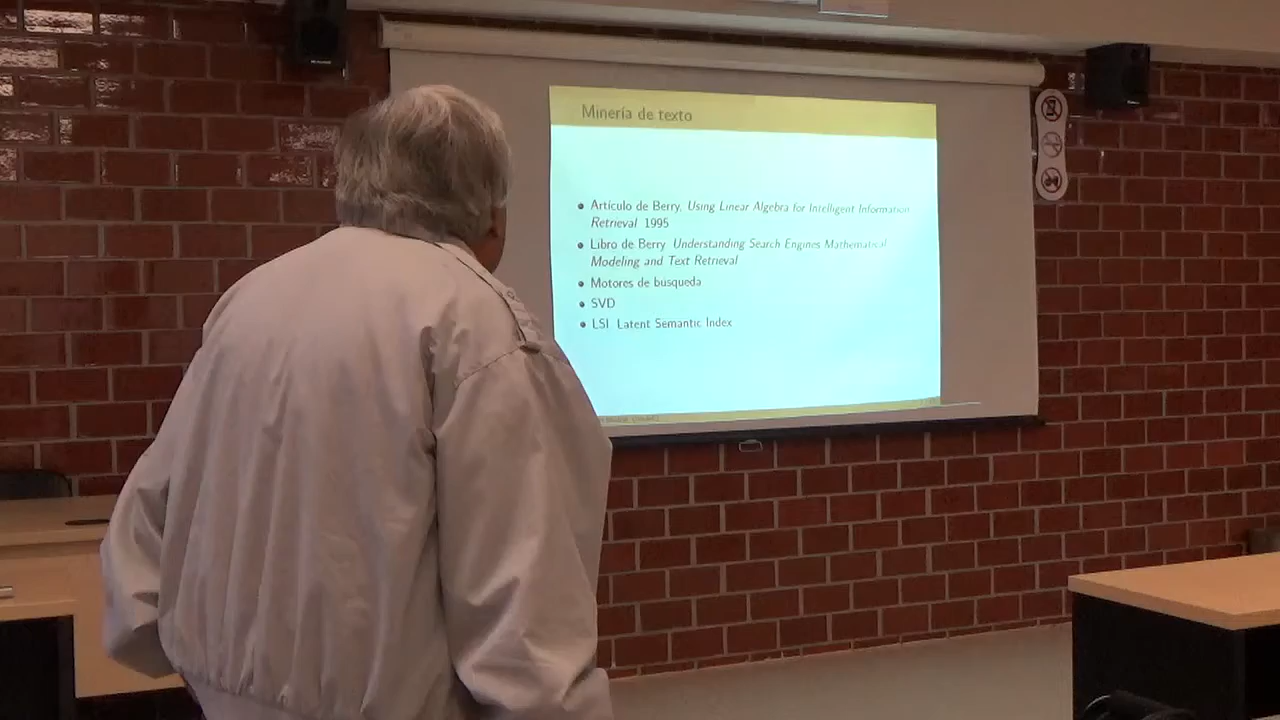 Minería de texto
Artículo de Berry. Using Linear Algebra for Intelligent Information
Retrieval 1995
Libro de Berry Understanding Search Engines Mathematical
Modeling and Text Retrieval
Motores de busqueda
SVD
LSI Latent Semantic Index